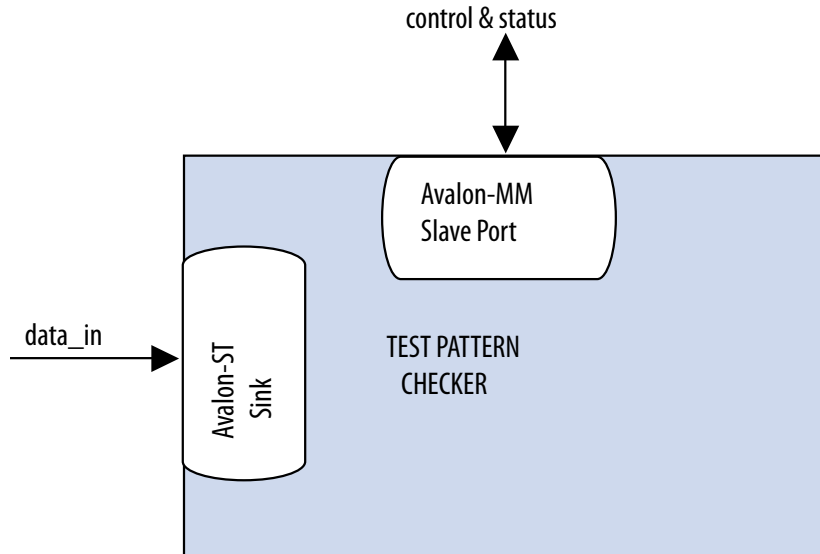 control & status
Avalon-MM
Slave Port
data_in
Avalon-ST
Sink
TEST PATTERN
CHECKER